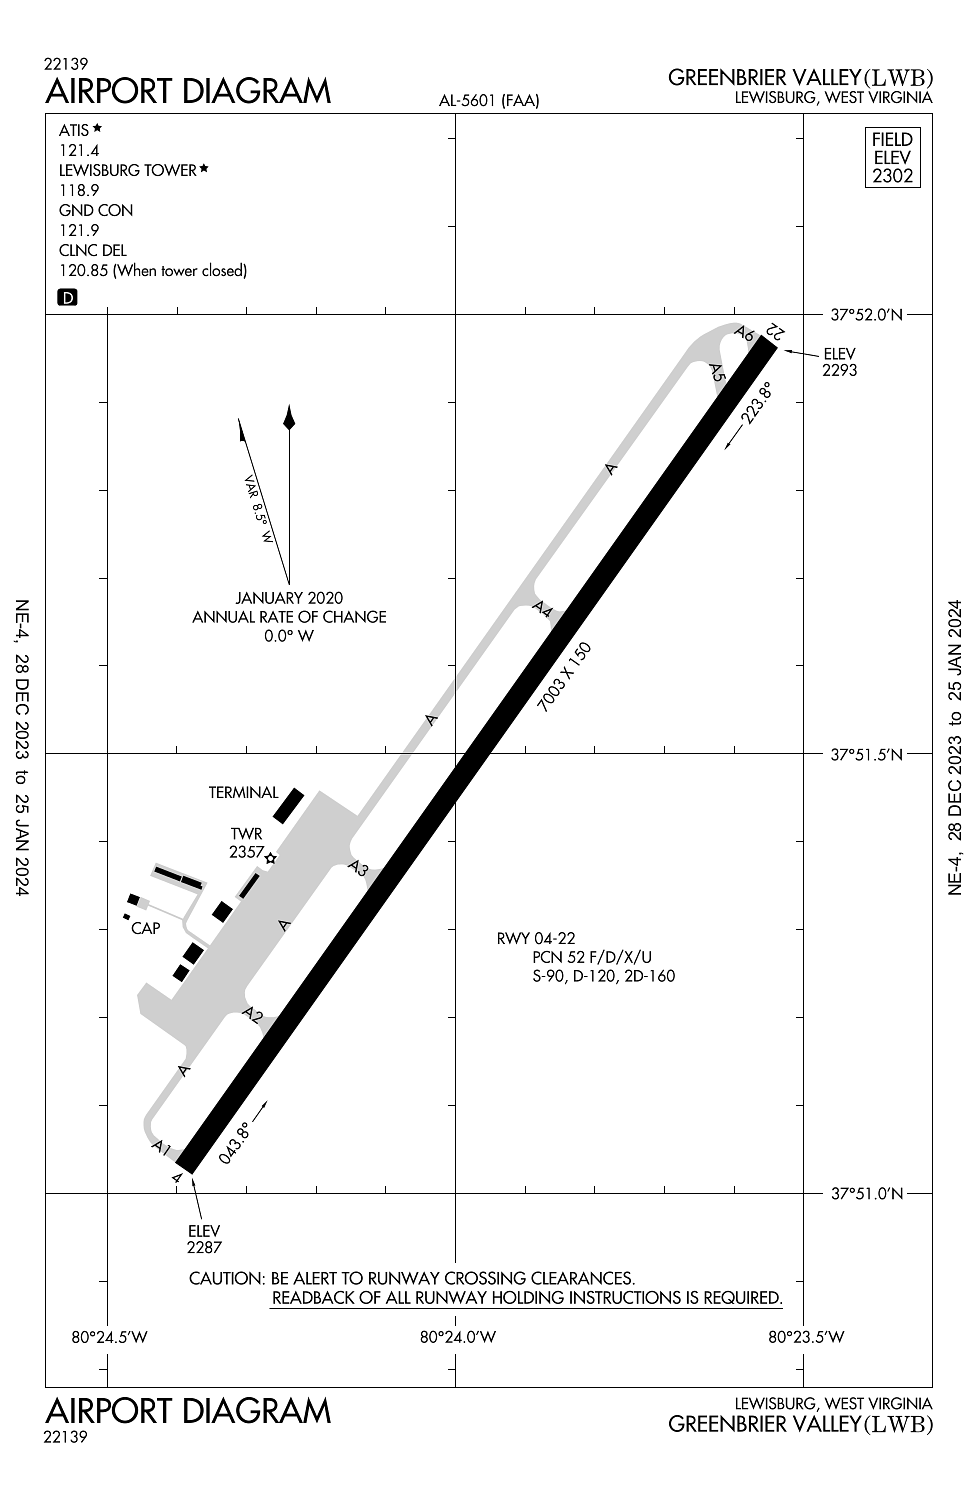 22139
AIRPORT DIAGRAM
AL-5601 (FAA)
GREENBRIER VALLEY (LWB)
LEWISBURG, WEST VIRGINIA
ATIS ★
121.4
LEWISBURG TOWER ★
118.9
GND CON
121.9
CLNC DEL
120.85 (When tower closed)
D
FIELD
ELEV
2302
37°52.0'N
A6
22
ELEV
2293
A5
223.8°
A
VAR 8.5° W
JANUARY 2020
ANNUAL RATE OF CHANGE
0.0° W
A4
7003 X 150
A
37°51.5'N
TERMINAL
TWR
2357
A3
CAP
A
RWY 04-22
PCN 52 F/D/X/U
S-90, D-120, 2D-160
A2
A
A1
043.8°
4
37°51.0'N
ELEV
2287
CAUTION: BE ALERT TO RUNWAY CROSSING CLEARANCES.
READBACK OF ALL RUNWAY HOLDING INSTRUCTIONS IS REQUIRED.
80°24.5'W
80°24.0'W
80°23.5'W
NE-4, 28 DEC 2023 to 25 JAN 2024
NE-4, 28 DEC 2023 to 25 JAN 2024
AIRPORT DIAGRAM
22139
LEWISBURG, WEST VIRGINIA
GREENBRIER VALLEY (LWB)